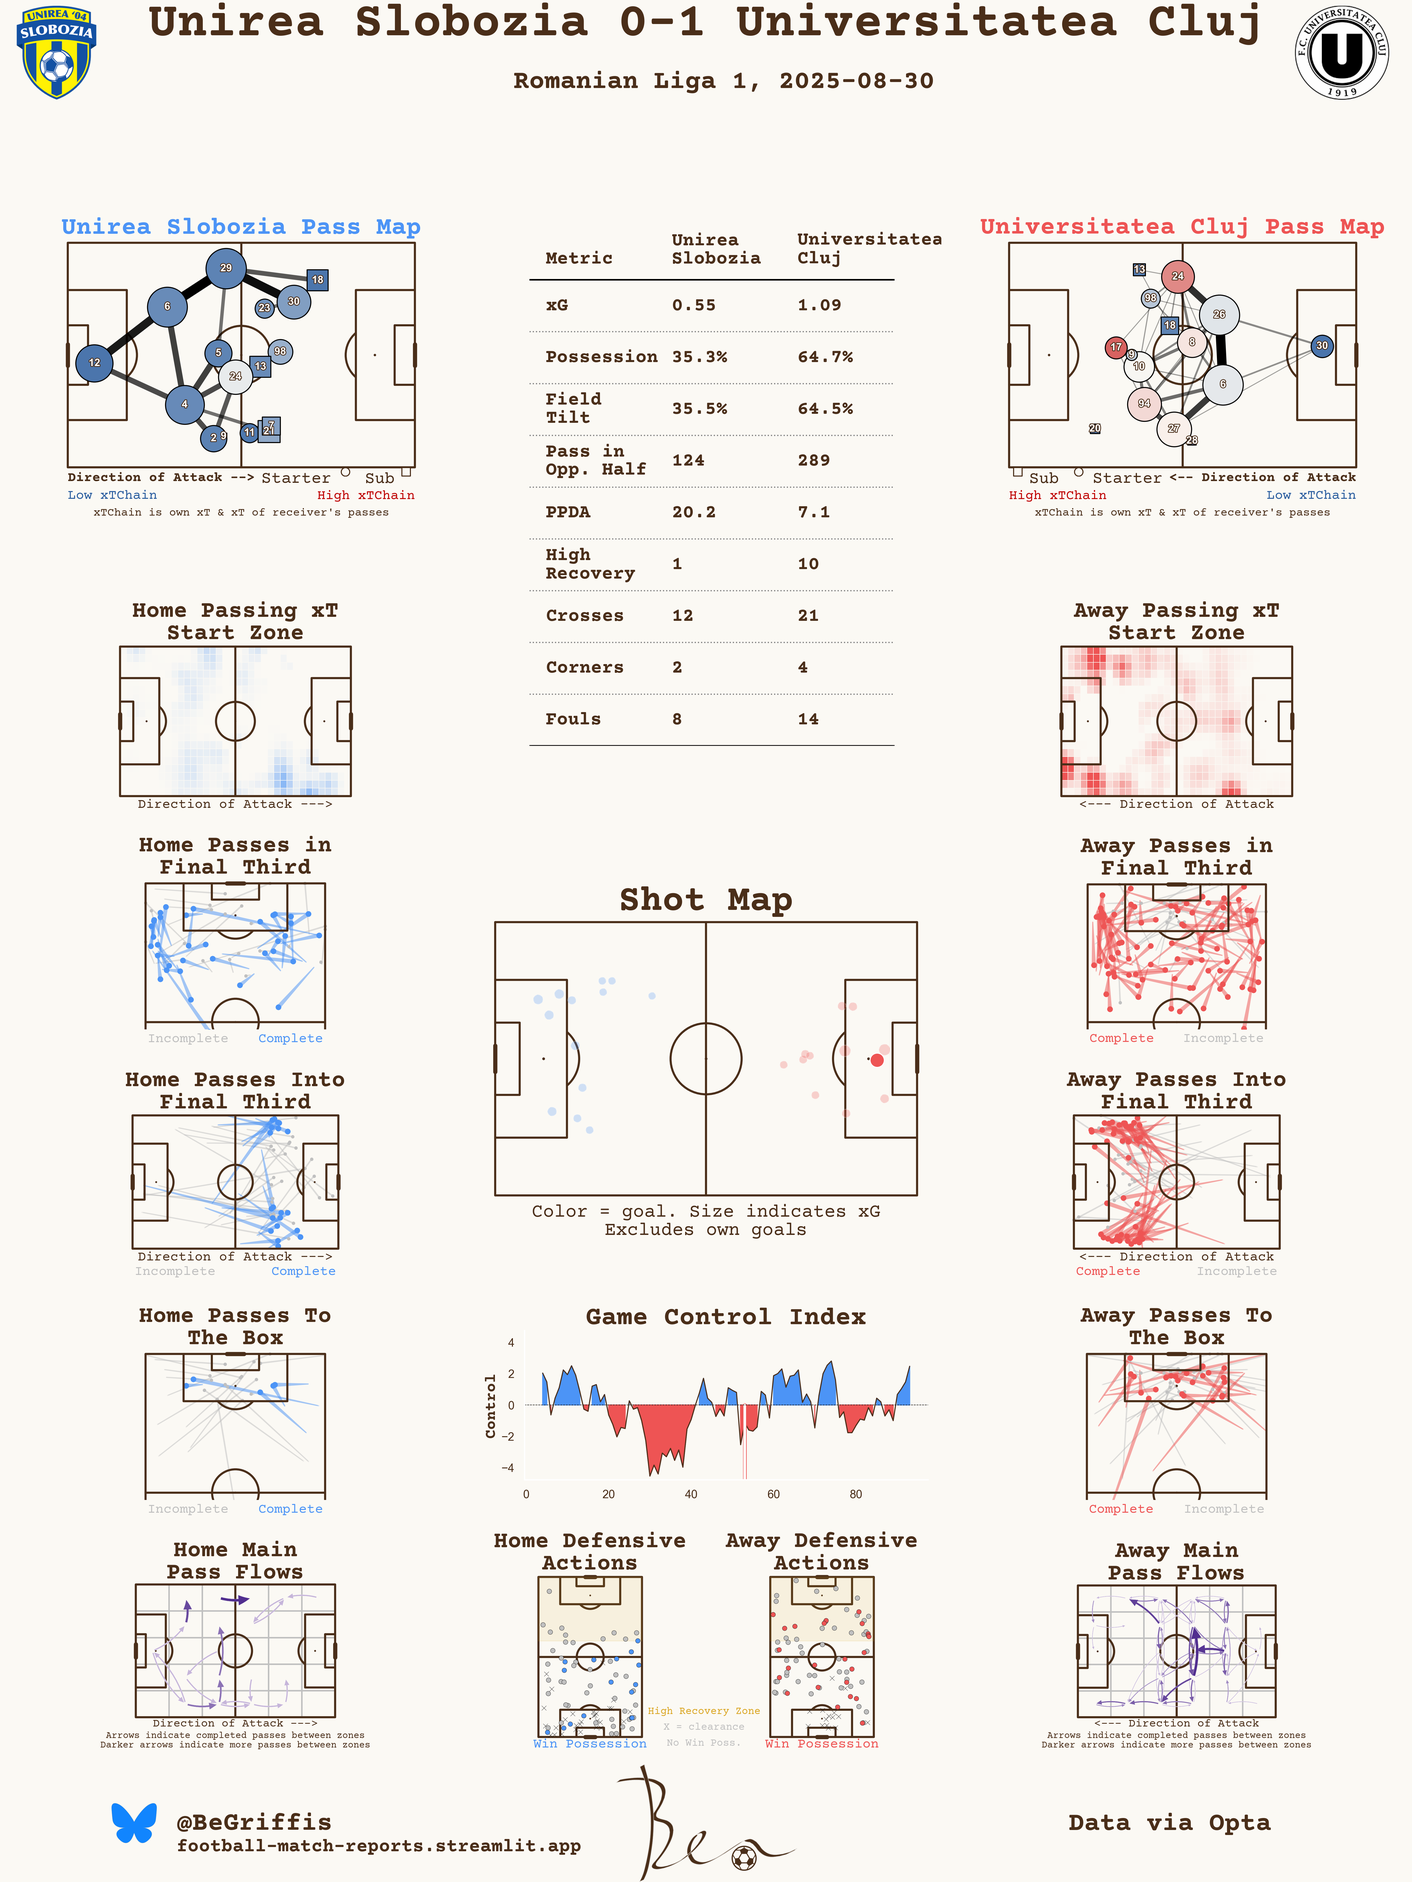 Unirea Slobozia 0-1 Universitatea Cluj
Romanian Liga 1, 2025-08-30
UNIREA '04
SLOBOZIA
F.C. UNIVERSITATEA CLUJ
U
1919
Unirea Slobozia Pass Map
29
18
30
23
6
5
98
12
13
24
4
2
9
11
7
21
Direction of Attack --> Starter Sub
Low xTChain High xTChain
xTChain is own xT & xT of receiver's passes
Metric Unirea Slobozia Universitatea Cluj
xG 0.55 1.09
Possession 35.3% 64.7%
Field Tilt 35.5% 64.5%
Pass in Opp. Half 124 289
PPDA 20.2 7.1
High Recovery 1 10
Crosses 12 21
Corners 2 4
Fouls 8 14
Universitatea Cluj Pass Map
13
24
98
26
18
17
9
8
30
10
6
94
20
27
28
Sub Starter <-- Direction of Attack
High xTChain Low xTChain
xTChain is own xT & xT of receiver's passes
Home Passing xT
Start Zone
Direction of Attack --->
Away Passing xT
Start Zone
<--- Direction of Attack
Home Passes in
Final Third
Incomplete Complete
Away Passes in
Final Third
Complete Incomplete
Shot Map
Color = goal. Size indicates xG
Excludes own goals
Home Passes Into
Final Third
Direction of Attack --->
Incomplete Complete
Away Passes Into
Final Third
<--- Direction of Attack
Complete Incomplete
Home Passes To
The Box
Incomplete Complete
Game Control Index
Control
4
2
0
−2
−4
0 20 40 60 80
Away Passes To
The Box
Complete Incomplete
Home Main
Pass Flows
Direction of Attack --->
Arrows indicate completed passes between zones
Darker arrows indicate more passes between zones
Home Defensive
Actions
Win Possession
Away Defensive
Actions
Win Possession
High Recovery Zone
X = clearance
No Win Poss.
Away Main
Pass Flows
<--- Direction of Attack
Arrows indicate completed passes between zones
Darker arrows indicate more passes between zones
@BeGriffis
football-match-reports.streamlit.app
Ben
Data via Opta